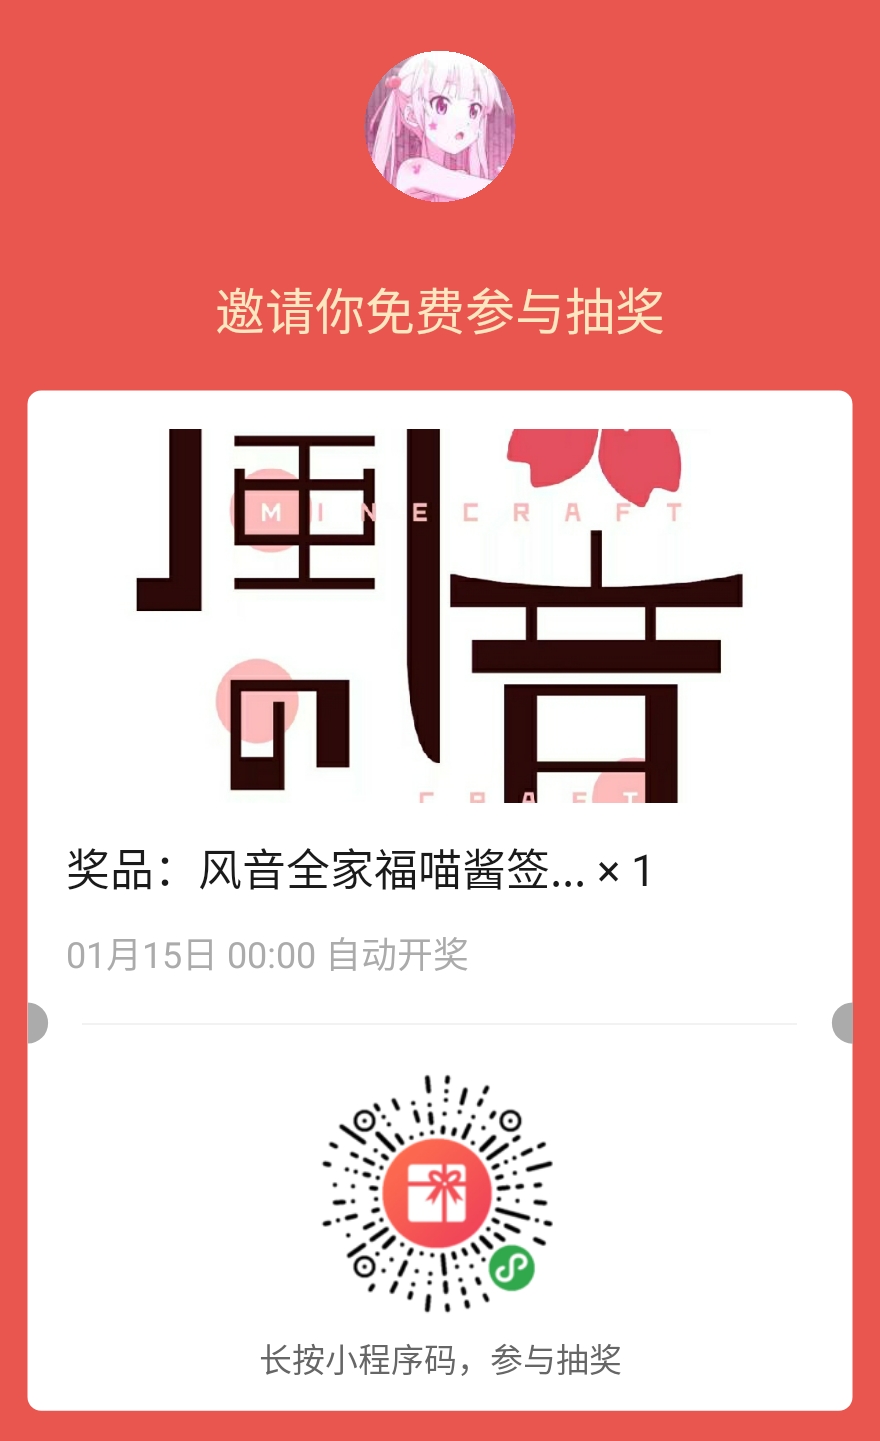 邀请你免费参与抽奖
MINECRAFT
風音
の
CRAFT
奖品：风音全家福喵酱签... × 1
01月15日 00:00 自动开奖
长按小程序码，参与抽奖